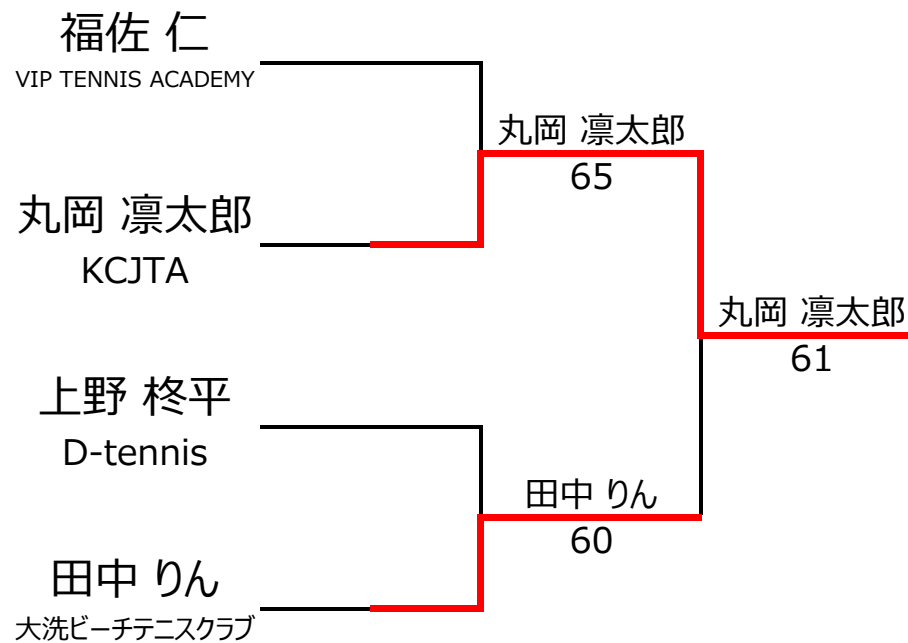 福佐 仁
VIP TENNIS ACADEMY
丸岡 凛太郎
65
丸岡 凛太郎
KCJTA
丸岡 凛太郎
61
上野 柊平
D-tennis
田中 りん
60
田中 りん
大洗ビーチテニスクラブ